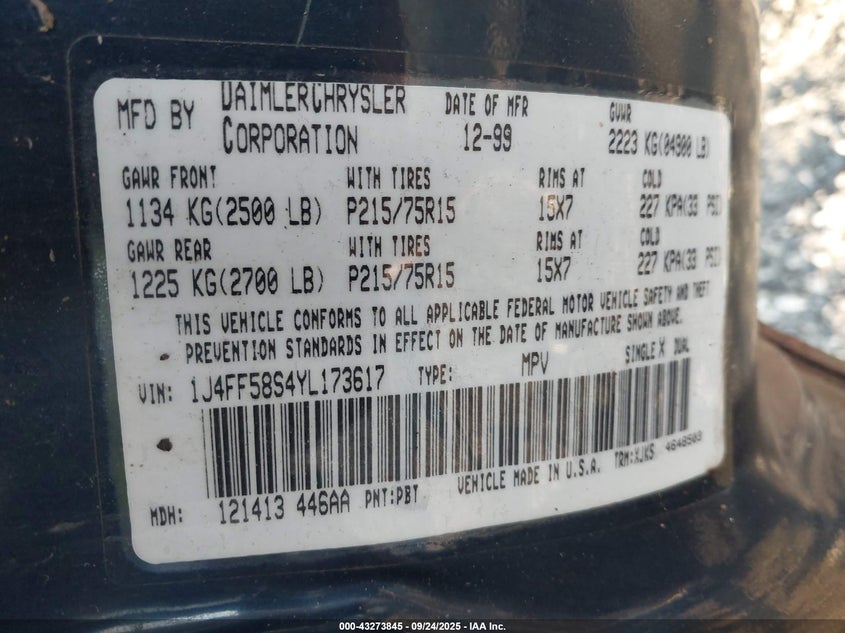 MFD BY DAIMLERCHRYSLER CORPORATION DATE OF MFR 12-99 GVWR 2223 KG(04900 LB)
GAWR FRONT WITH TIRES RIMS AT COLD
1134 KG(2500 LB) P215/75R15 15X7 227 KPA(33 PSI)
GAWR REAR WITH TIRES RIMS AT COLD
1225 KG(2700 LB) P215/75R15 15X7 227 KPA(33 PSI)
THIS VEHICLE CONFORMS TO ALL APPLICABLE FEDERAL MOTOR VEHICLE SAFETY AND THEFT
PREVENTION STANDARDS IN EFFECT ON THE DATE OF MANUFACTURE SHOWN ABOVE.
VIN: 1J4FF58S4YL173617 TYPE: MPV SINGLE X DUAL
MDH: 121413 446AA PNT:PBT VEHICLE MADE IN U.S.A. TRM:XJKS 4648503
000-43273845 - 09/24/2025 - IAA Inc.